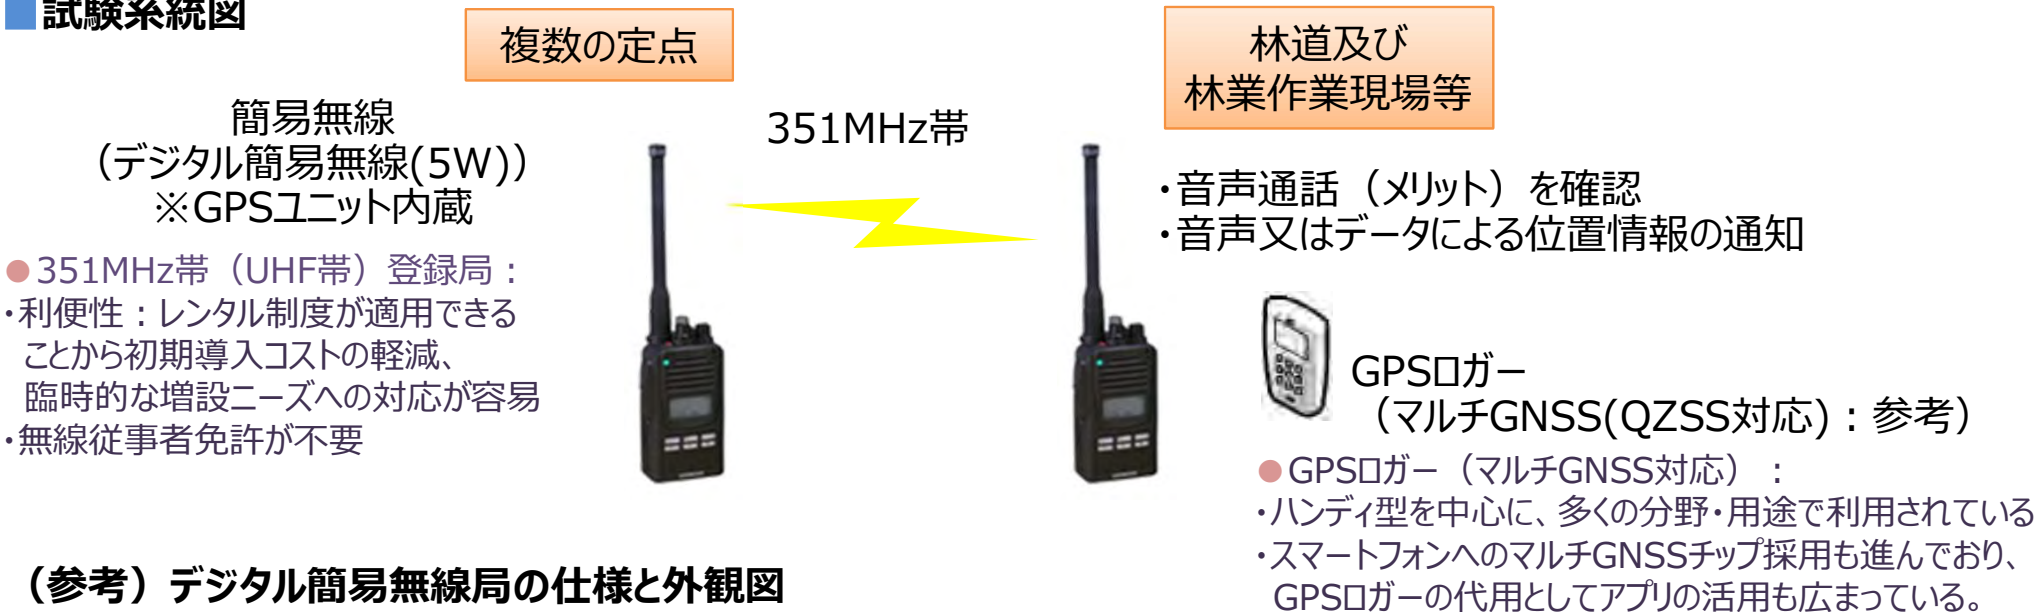 ■試験系統図
複数の定点
林道及び
林業作業現場等
簡易無線
（デジタル簡易無線(5W)）
※GPSユニット内蔵
351MHz帯
・音声通話（メリット）を確認
・音声又はデータによる位置情報の通知
●351MHz帯（UHF帯）登録局：
・利便性：レンタル制度が適用できる
ことから初期導入コストの軽減、
臨時的な増設ニーズへの対応が容易
・無線従事者免許が不要
GPSロガー
（マルチGNSS(QZSS対応)：参考）
●GPSロガー（マルチGNSS対応）：
・ハンディ型を中心に、多くの分野・用途で利用されている
・スマートフォンへのマルチGNSSチップ採用も進んでおり、
GPSロガーの代用としてアプリの活用も広まっている。
（参考）デジタル簡易無線局の仕様と外観図